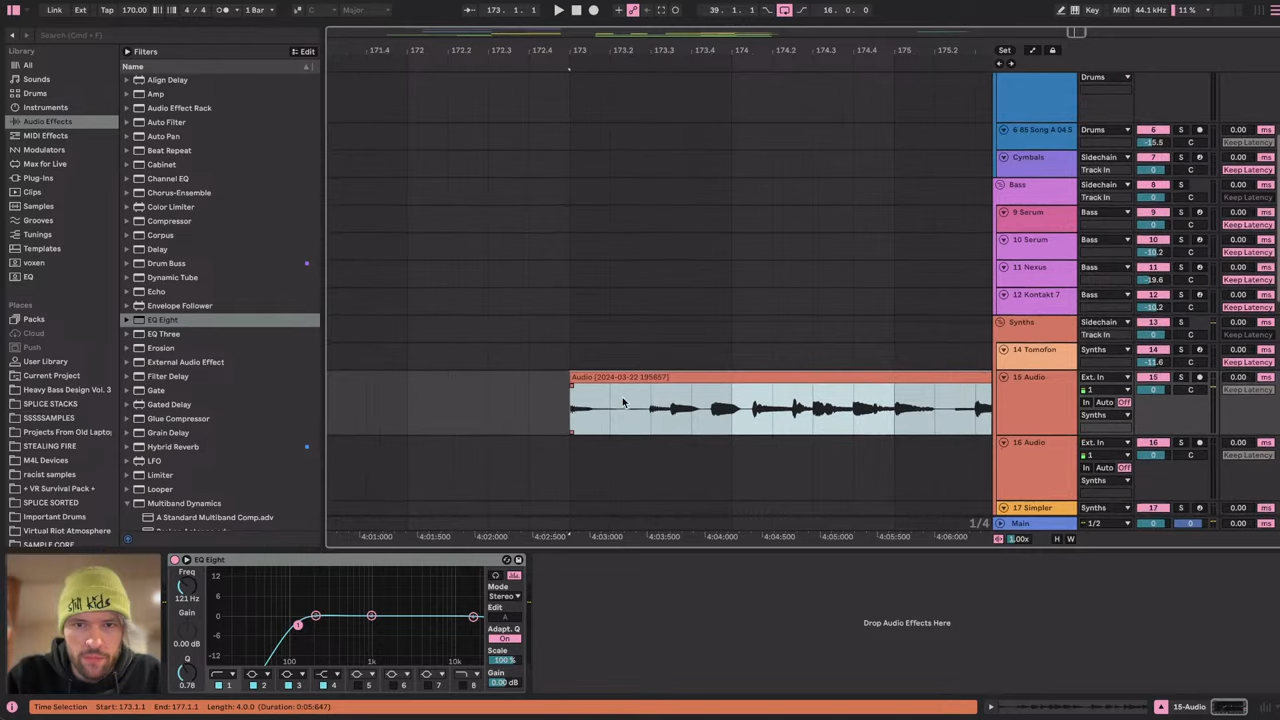 Link Ext Tap 170.00 4 / 4 1 Bar C Major 173 . 1 . 1 39 . 1 . 1 16 . 0 . 0 Key MIDI 44.1 kHz 11 %
Search (Cmd + F)
Library
All
Sounds
Drums
Instruments
Audio Effects
MIDI Effects
Modulators
Max for Live
Plug-Ins
Clips
Samples
Grooves
Tunings
Templates
voxen
EQ
Places
Packs
Cloud
Push
User Library
Current Project
Heavy Bass Design Vol. 3
SPLICE STACKS
SSSSSAMPLES
Projects From Old Laptop
STEALING FIRE
M4L Devices
racist samples
+ VR Survival Pack +
SPLICE SORTED
Important Drums
Virtual Riot Atmosphere
SAMPLE CORE
Filters Edit
Name
Align Delay
Amp
Audio Effect Rack
Auto Filter
Auto Pan
Beat Repeat
Cabinet
Channel EQ
Chorus-Ensemble
Color Limiter
Compressor
Corpus
Delay
Drum Buss
Dynamic Tube
Echo
Envelope Follower
EQ Eight
EQ Three
Erosion
External Audio Effect
Filter Delay
Gate
Gated Delay
Glue Compressor
Grain Delay
Hybrid Reverb
LFO
Limiter
Looper
Multiband Dynamics
A Standard Multiband Comp.adv
171.4 172 172.2 172.3 172.4 173 173.2 173.3 173.4 174 174.2 174.3 174.4 175 175.2 Set
Drums
6 85 Song A 04 S Drums 6 S 0.00 ms
-15.5 C Keep Latency
Cymbals Sidechain 7 S 0.00 ms
Track In 0 C Keep Latency
Bass Sidechain 8 S 0.00 ms
Track In 0 C Keep Latency
9 Serum Bass 9 S 0.00 ms
0 C Keep Latency
10 Serum Bass 10 S 0.00 ms
-10.2 C Keep Latency
11 Nexus Bass 11 S 0.00 ms
-19.6 C Keep Latency
12 Kontakt 7 Bass 12 S 0.00 ms
-10.2 C Keep Latency
Synths Sidechain 13 S 0.00 ms
Track In 0 C Keep Latency
14 Tomofon Synths 14 S 0.00 ms
-11.6 C Keep Latency
Audio [2024-03-22 195657] 15 Audio Ext. In 15 S 0.00 ms
1 0 C Keep Latency
In Auto Off
Synths
16 Audio Ext. In 16 S 0.00 ms
1 0 C Keep Latency
In Auto Off
Synths
17 Simpler Synths 17 S 0.00 ms
1/4 Main 1/2 0 0
4:01:000 4:01:500 4:02:000 4:02:500 4:03:000 4:03:500 4:04:000 4:04:500 4:05:000 4:05:500 4:06:000 1.00x H W
EQ Eight
Freq
121 Hz
Gain
0.00 dB
Q
0.78
12
6
0
-6
-12
100 1k 10k
1 2 3 4 5 6 7 8
Mode
Stereo
Edit
A
Adapt. Q
On
Scale
100 %
Gain
0.00 dB
Drop Audio Effects Here
still kids
Time Selection Start: 173.1.1 End: 177.1.1 Length: 4.0.0 (Duration: 0:05:647) 15-Audio